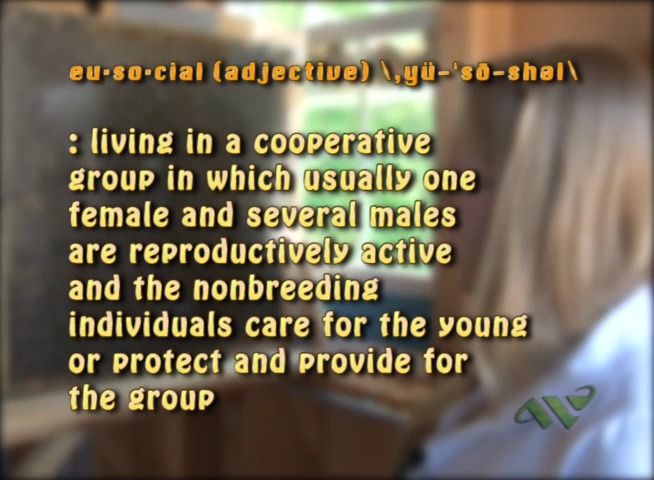 eu·so·cial (adjective) \ˌyü-ˈsō-shəl\
: living in a cooperative
group in which usually one
female and several males
are reproductively active
and the nonbreeding
individuals care for the young
or protect and provide for
the group